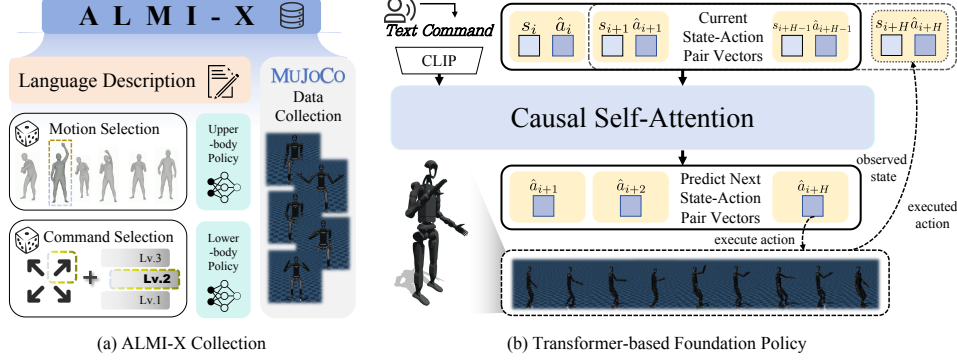 ALMI-X
Language Description
MUJOCO
Data
Collection
Motion Selection
Upper
-body
Policy
Command Selection
Lv.3
Lv.2
Lv.1
+
Lower
-body
Policy
(a) ALMI-X Collection
Text Command
CLIP
s_i â_i
s_{i+1} â_{i+1}
Current
State-Action
Pair Vectors
s_{i+H-1} â_{i+H-1}
s_{i+H} â_{i+H}
Causal Self-Attention
â_{i+1}
â_{i+2}
Predict Next
State-Action
Pair Vectors
â_{i+H}
observed
state
executed
action
execute action
(b) Transformer-based Foundation Policy